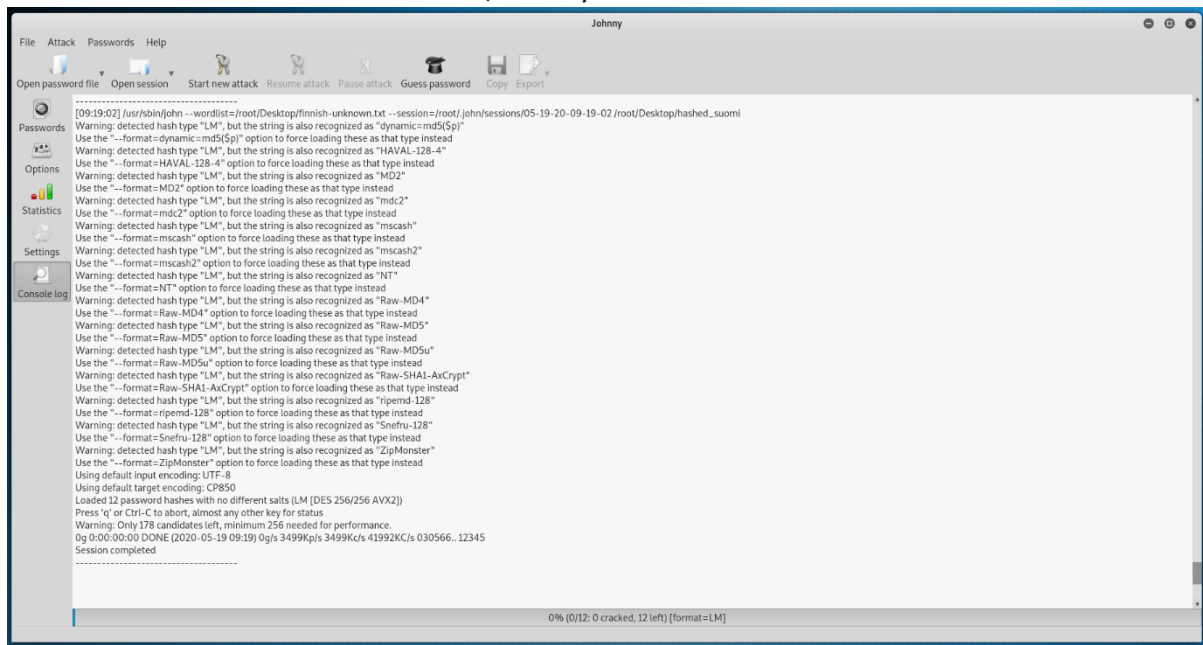 Johnny
File Attack Passwords Help
Open password file Open session Start new attack Resume attack Pause attack Guess password Copy Export
Passwords
Options
Statistics
Settings
Console log
-------------------------------------
[09:19:02] /usr/sbin/john --wordlist=/root/Desktop/finnish-unknown.txt --session=/root/.john/sessions/05-19-20-09-19-02 /root/Desktop/hashed_suomi
Warning: detected hash type "LM", but the string is also recognized as "dynamic=md5($p)"
Use the "--format=dynamic=md5($p)" option to force loading these as that type instead
Warning: detected hash type "LM", but the string is also recognized as "HAVAL-128-4"
Use the "--format=HAVAL-128-4" option to force loading these as that type instead
Warning: detected hash type "LM", but the string is also recognized as "MD2"
Use the "--format=MD2" option to force loading these as that type instead
Warning: detected hash type "LM", but the string is also recognized as "mdc2"
Use the "--format=mdc2" option to force loading these as that type instead
Warning: detected hash type "LM", but the string is also recognized as "mscash"
Use the "--format=mscash" option to force loading these as that type instead
Warning: detected hash type "LM", but the string is also recognized as "mscash2"
Use the "--format=mscash2" option to force loading these as that type instead
Warning: detected hash type "LM", but the string is also recognized as "NT"
Use the "--format=NT" option to force loading these as that type instead
Warning: detected hash type "LM", but the string is also recognized as "Raw-MD4"
Use the "--format=Raw-MD4" option to force loading these as that type instead
Warning: detected hash type "LM", but the string is also recognized as "Raw-MD5"
Use the "--format=Raw-MD5" option to force loading these as that type instead
Warning: detected hash type "LM", but the string is also recognized as "Raw-MD5u"
Use the "--format=Raw-MD5u" option to force loading these as that type instead
Warning: detected hash type "LM", but the string is also recognized as "Raw-SHA1-AxCrypt"
Use the "--format=Raw-SHA1-AxCrypt" option to force loading these as that type instead
Warning: detected hash type "LM", but the string is also recognized as "ripemd-128"
Use the "--format=ripemd-128" option to force loading these as that type instead
Warning: detected hash type "LM", but the string is also recognized as "Snefru-128"
Use the "--format=Snefru-128" option to force loading these as that type instead
Warning: detected hash type "LM", but the string is also recognized as "ZipMonster"
Use the "--format=ZipMonster" option to force loading these as that type instead
Using default input encoding: UTF-8
Using default target encoding: CP850
Loaded 12 password hashes with no different salts (LM [DES 256/256 AVX2])
Press 'q' or Ctrl-C to abort, almost any other key for status
Warning: Only 178 candidates left, minimum 256 needed for performance.
0g 0:00:00:00 DONE (2020-05-19 09:19) 0g/s 3499Kp/s 3499Kc/s 41992KC/s 030566.. 12345
Session completed
-------------------------------------
0% (0/12: 0 cracked, 12 left) [format=LM]